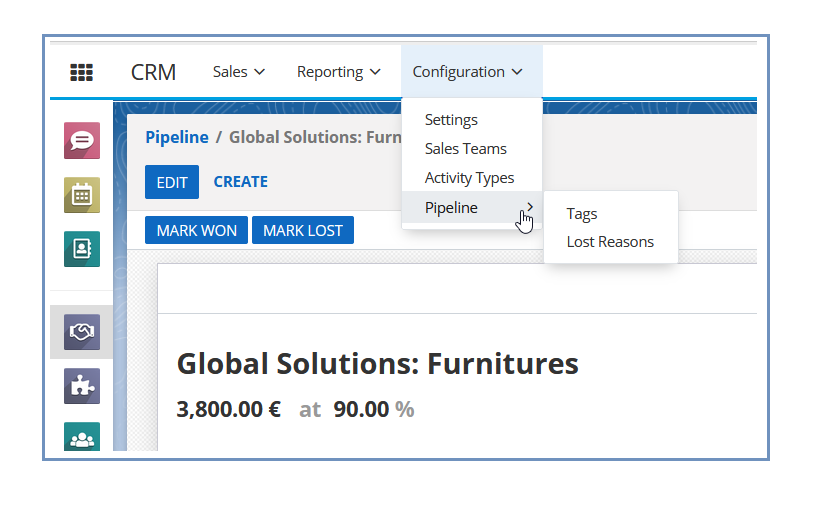 CRM Sales Reporting Configuration
Settings
Sales Teams
Activity Types
Pipeline
Tags
Lost Reasons
Pipeline / Global Solutions: Furn
EDIT CREATE
MARK WON MARK LOST
Global Solutions: Furnitures
3,800.00 € at 90.00 %